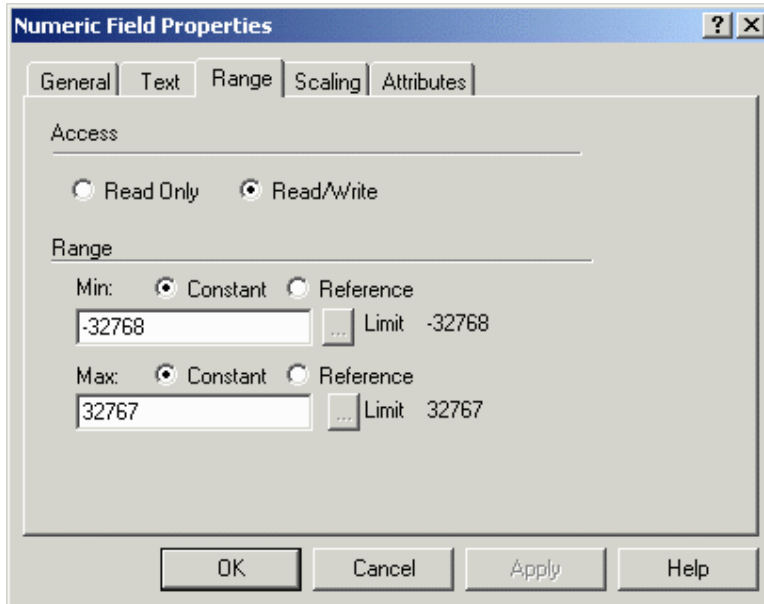 Numeric Field Properties
General Text Range Scaling Attributes
Access
Read Only Read/Write
Range
Min: Constant Reference
-32768 ... Limit -32768
Max: Constant Reference
32767 ... Limit 32767
OK Cancel Apply Help